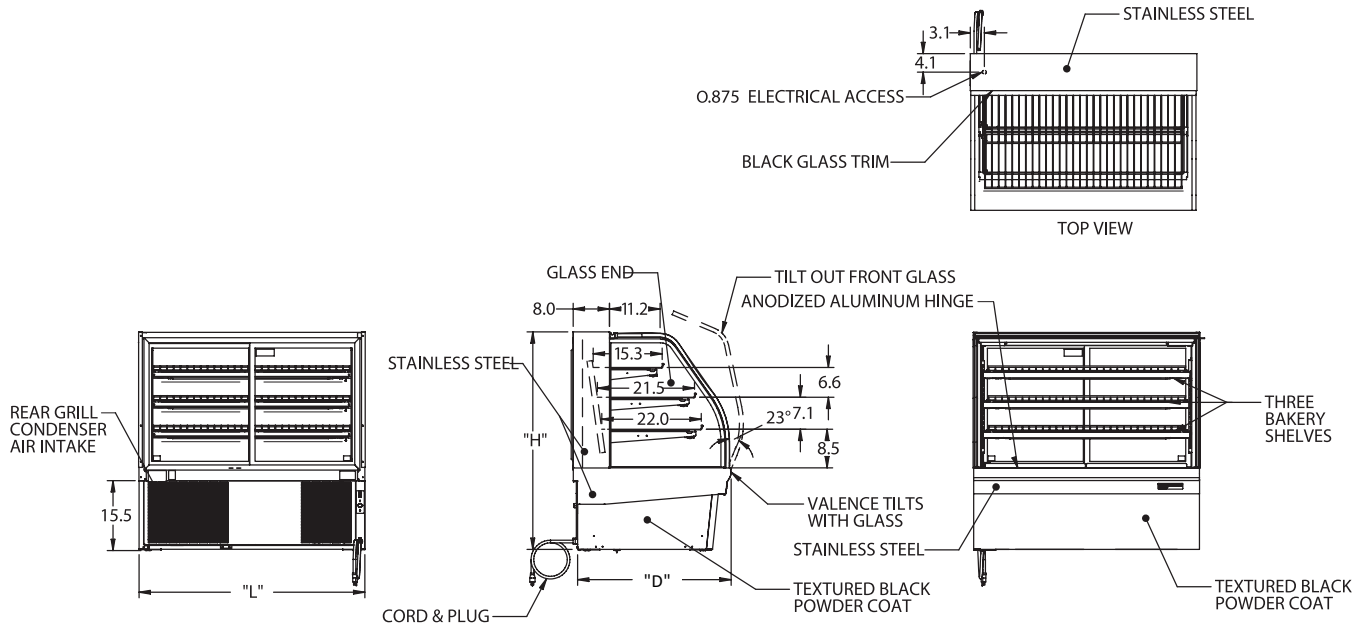 STAINLESS STEEL
3.1
4.1
0.875 ELECTRICAL ACCESS
BLACK GLASS TRIM
TOP VIEW
GLASS END
TILT OUT FRONT GLASS
ANODIZED ALUMINUM HINGE
8.0
11.2
STAINLESS STEEL
15.3
21.5
22.0
6.6
23°
7.1
8.5
"H"
REAR GRILL
CONDENSER
AIR INTAKE
THREE
BAKERY
SHELVES
15.5
VALENCE TILTS
WITH GLASS
STAINLESS STEEL
"L"
"D"
CORD & PLUG
TEXTURED BLACK
POWDER COAT
TEXTURED BLACK
POWDER COAT